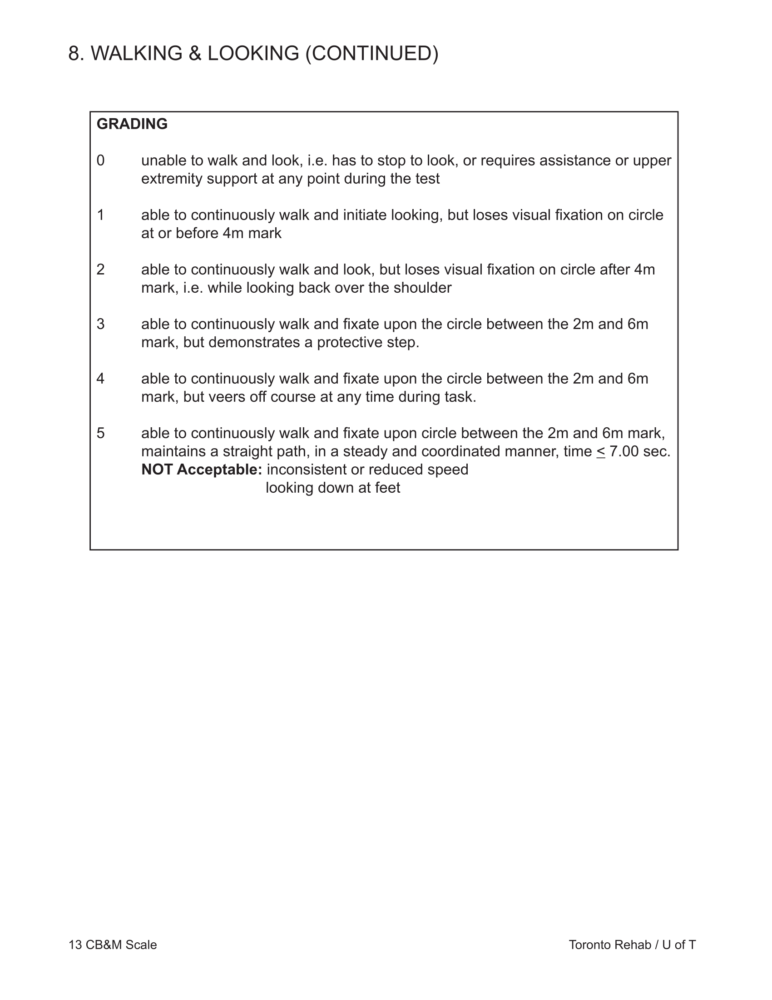 8. WALKING & LOOKING (CONTINUED)
GRADING
0 unable to walk and look, i.e. has to stop to look, or requires assistance or upper
extremity support at any point during the test
1 able to continuously walk and initiate looking, but loses visual fixation on circle
at or before 4m mark
2 able to continuously walk and look, but loses visual fixation on circle after 4m
mark, i.e. while looking back over the shoulder
3 able to continuously walk and fixate upon the circle between the 2m and 6m
mark, but demonstrates a protective step.
4 able to continuously walk and fixate upon the circle between the 2m and 6m
mark, but veers off course at any time during task.
5 able to continuously walk and fixate upon circle between the 2m and 6m mark,
maintains a straight path, in a steady and coordinated manner, time ≤ 7.00 sec.
NOT Acceptable: inconsistent or reduced speed
looking down at feet
13 CB&M Scale Toronto Rehab / U of T